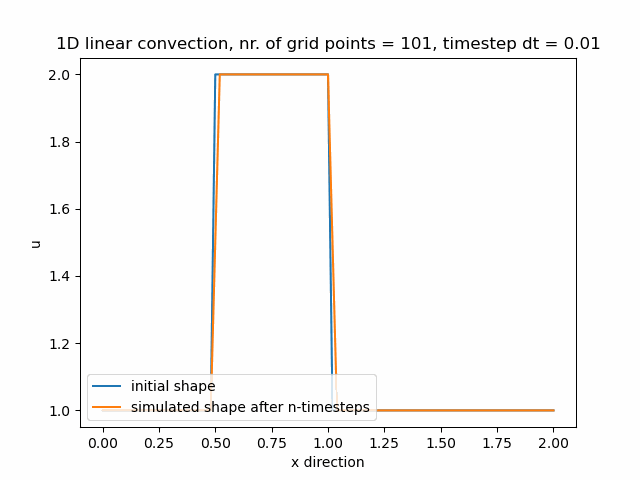 1D linear convection, nr. of grid points = 101, timestep dt = 0.01
2.0
1.8
1.6
1.4
1.2
1.0
u
initial shape
simulated shape after n-timesteps
0.00 0.25 0.50 0.75 1.00 1.25 1.50 1.75 2.00
x direction